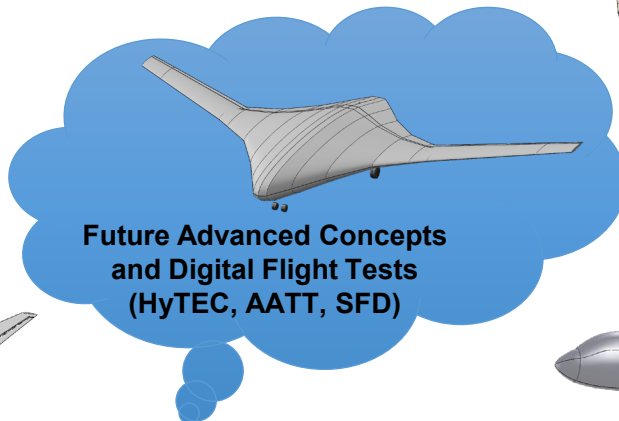 Future Advanced Concepts
and Digital Flight Tests
(HyTEC, AATT, SFD)